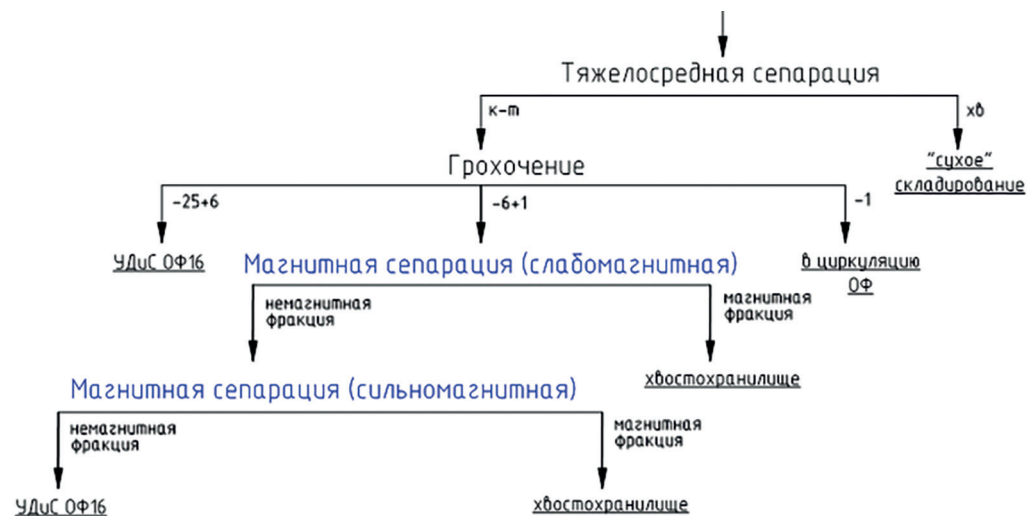 Тяжелосредная сепарация
к-т
хв
Грохочение
"сухое"
складирование
-25+6
-6+1
-1
УДиС ОФ16
Магнитная сепарация (слабомагнитная)
в циркуляцию
ОФ
немагнитная
фракция
магнитная
фракция
хвостохранилище
Магнитная сепарация (сильномагнитная)
немагнитная
фракция
магнитная
фракция
УДиС ОФ16
хвостохранилище